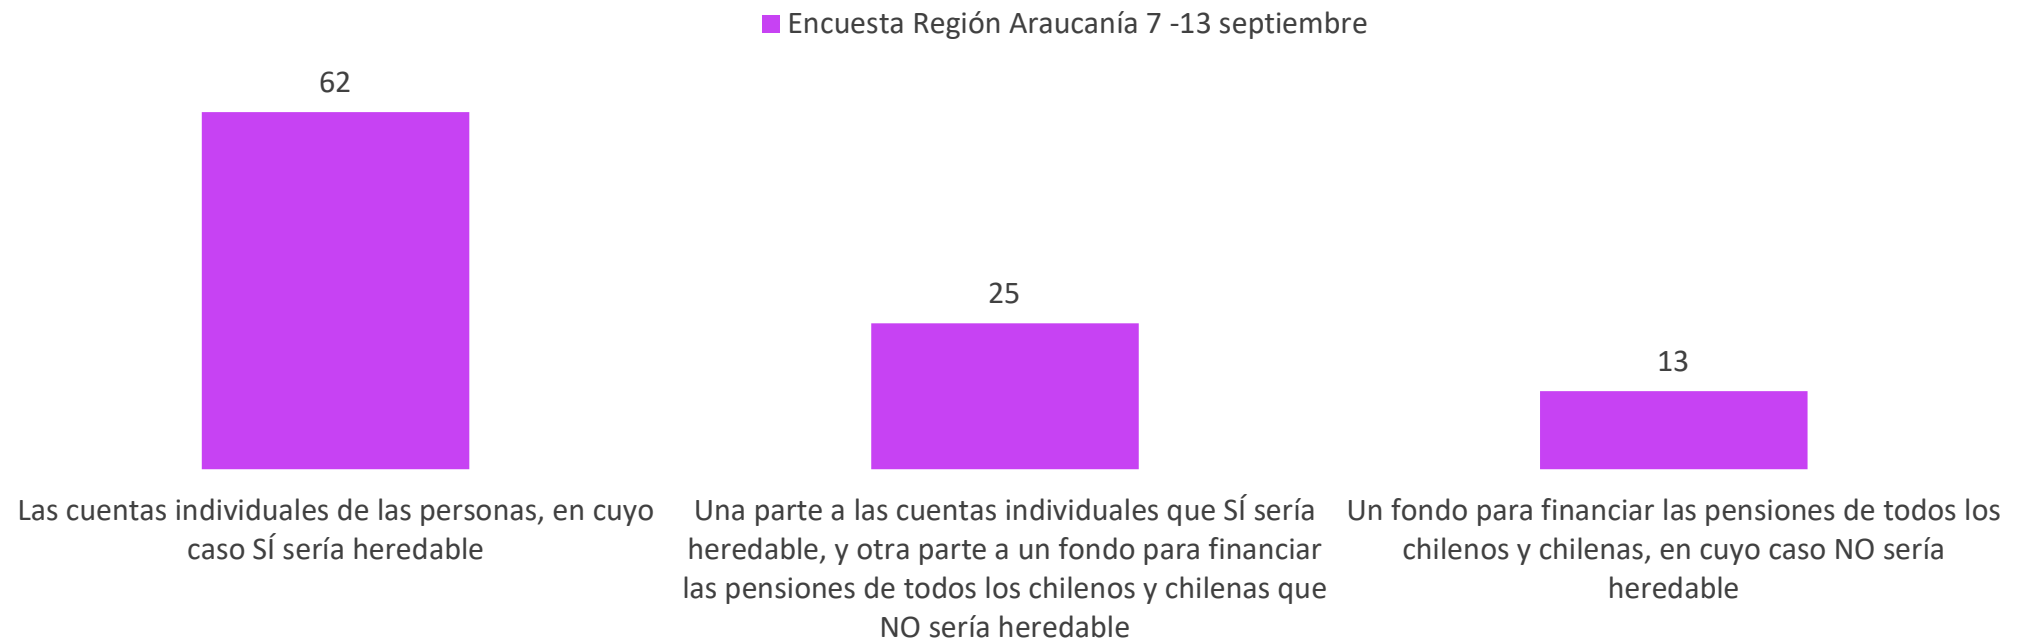 Encuesta Región Araucanía 7 -13 septiembre
62
25
13
Las cuentas individuales de las personas, en cuyo
caso SÍ sería heredable
Una parte a las cuentas individuales que SÍ sería
heredable, y otra parte a un fondo para financiar
las pensiones de todos los chilenos y chilenas que
NO sería heredable
Un fondo para financiar las pensiones de todos los
chilenos y chilenas, en cuyo caso NO sería
heredable